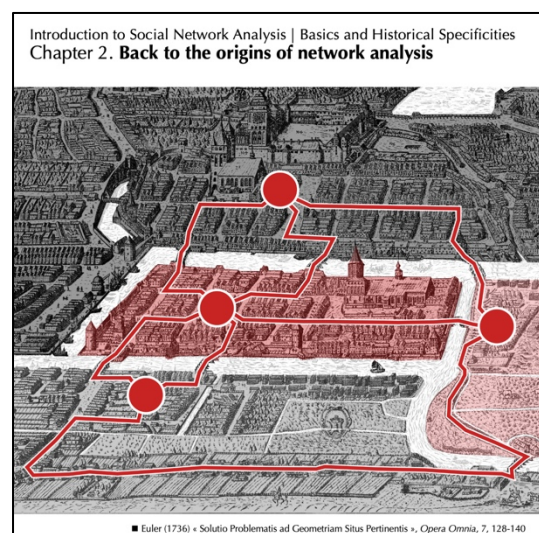 Introduction to Social Network Analysis | Basics and Historical Specificities
Chapter 2. Back to the origins of network analysis
■ Euler (1736) « Solutio Problematis ad Geometriam Situs Pertinentis », Opera Omnia, 7, 128-140